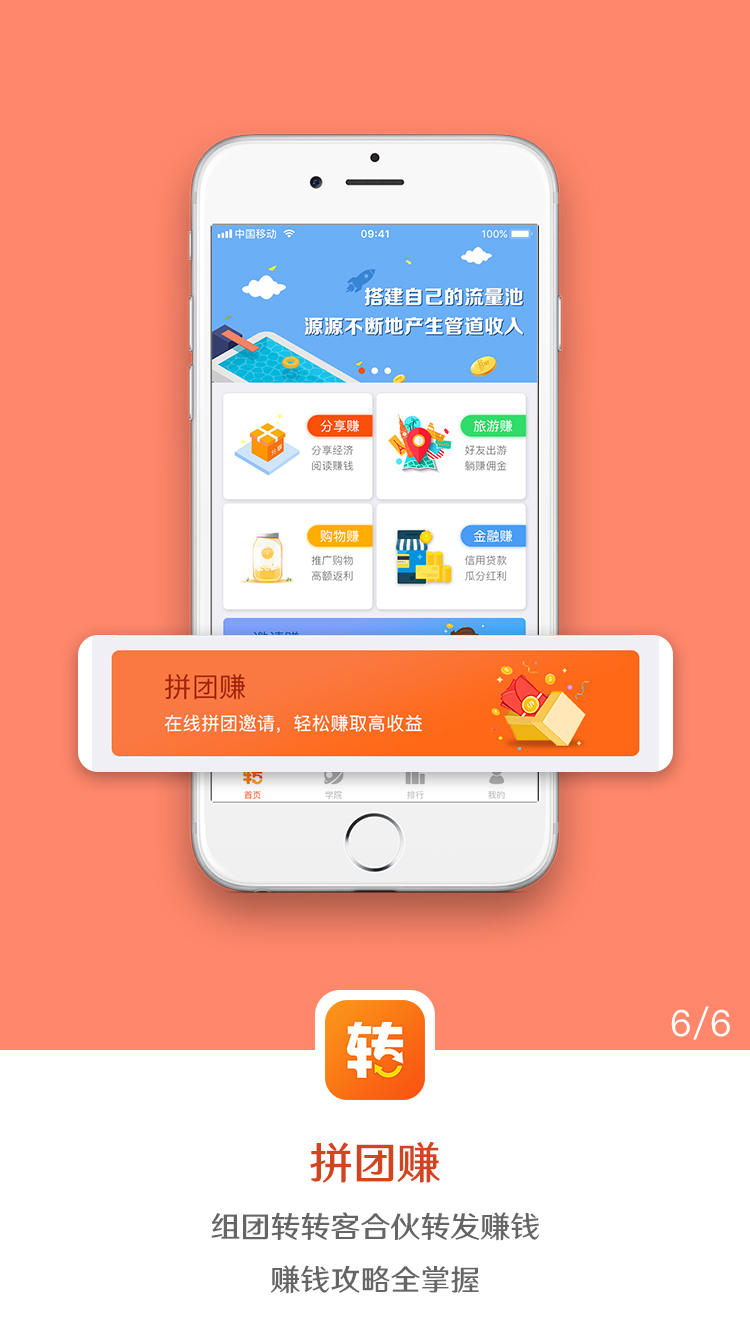 中国移动
09:41
100%
搭建自己的流量池
源源不断地产生管道收入
分享赚
分享经济
阅读赚钱
旅游赚
好友出游
躺赚佣金
购物赚
推广购物
高额返利
金融赚
信用贷款
瓜分红利
邀请赚
拼团赚
在线拼团邀请，轻松赚取高收益
首页
学院
排行
我的
6/6
转
拼团赚
组团转转客合伙转发赚钱
赚钱攻略全掌握